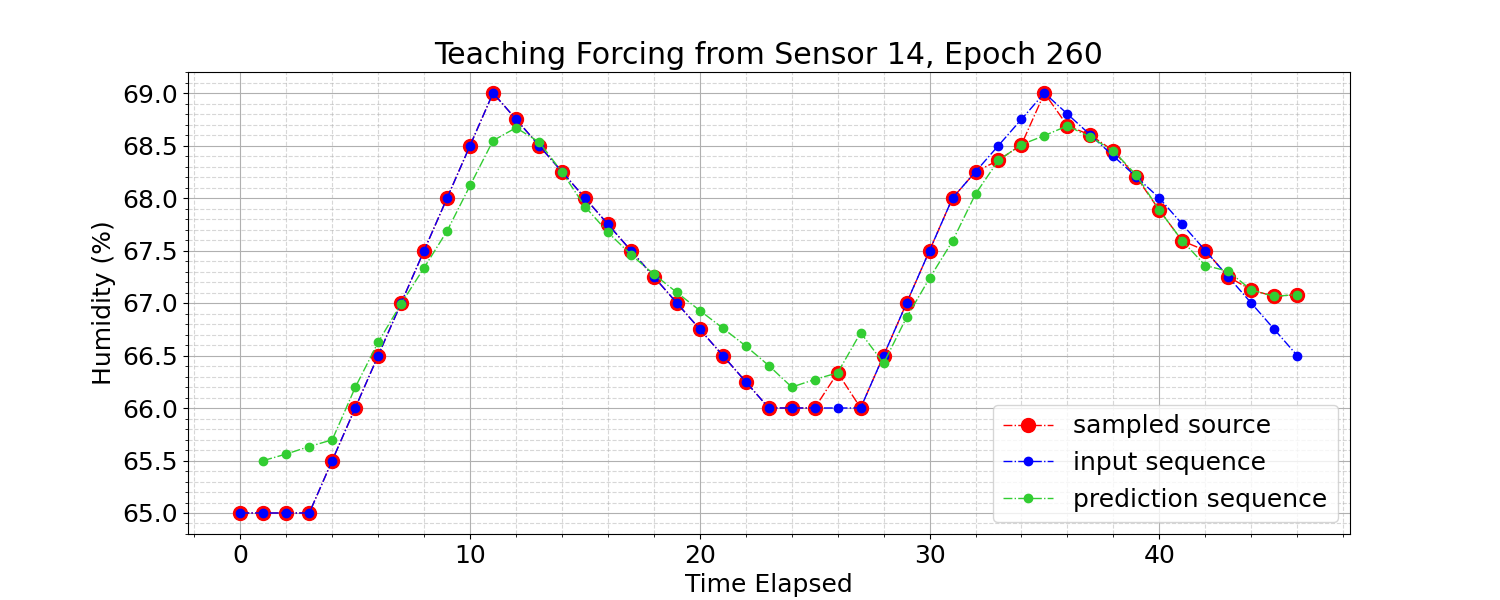 Teaching Forcing from Sensor 14, Epoch 260
Humidity (%)
69.0
68.5
68.0
67.5
67.0
66.5
66.0
65.5
65.0
sampled source
input sequence
prediction sequence
0 10 20 30 40
Time Elapsed